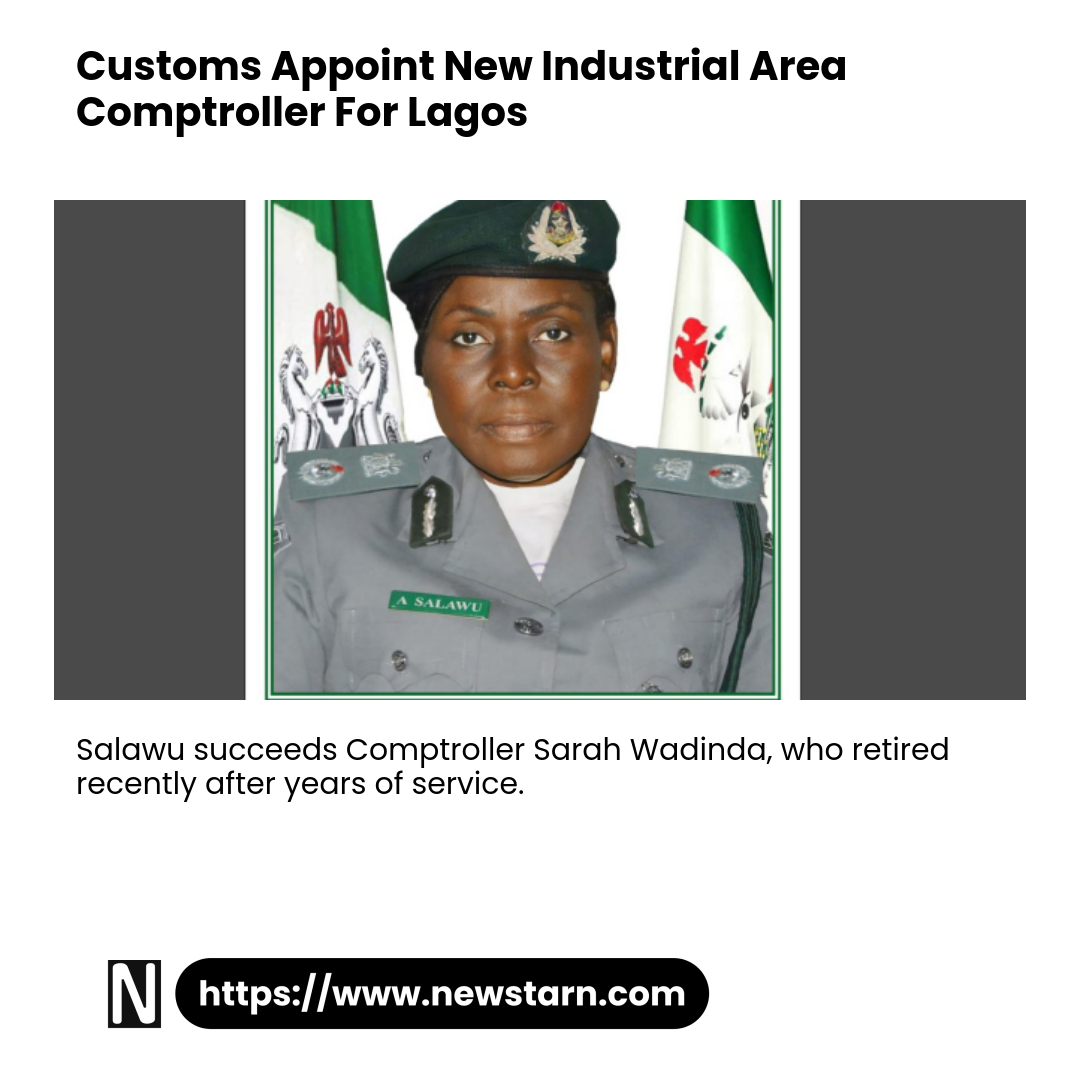 Customs Appoint New Industrial Area
Comptroller For Lagos
A SALAWU
Salawu succeeds Comptroller Sarah Wadinda, who retired
recently after years of service.
N
https://www.newstarn.com